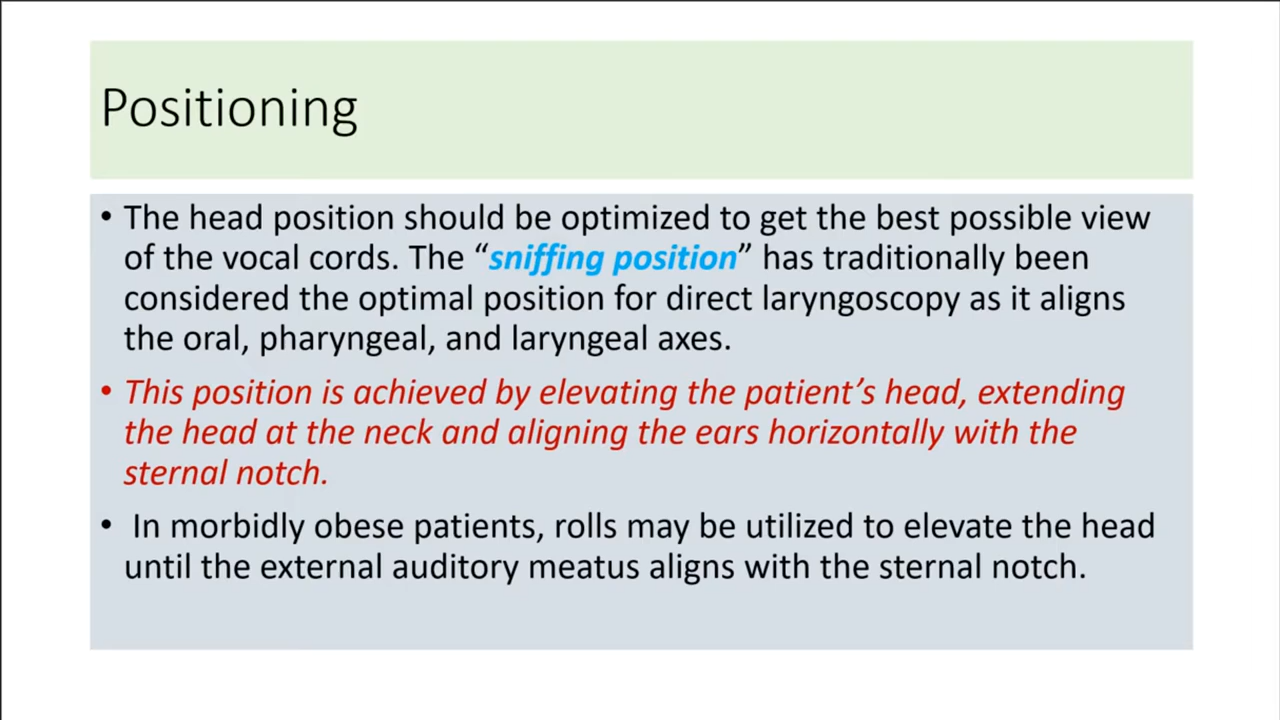 Positioning
• The head position should be optimized to get the best possible view
of the vocal cords. The “sniffing position” has traditionally been
considered the optimal position for direct laryngoscopy as it aligns
the oral, pharyngeal, and laryngeal axes.
• This position is achieved by elevating the patient’s head, extending
the head at the neck and aligning the ears horizontally with the
sternal notch.
• In morbidly obese patients, rolls may be utilized to elevate the head
until the external auditory meatus aligns with the sternal notch.